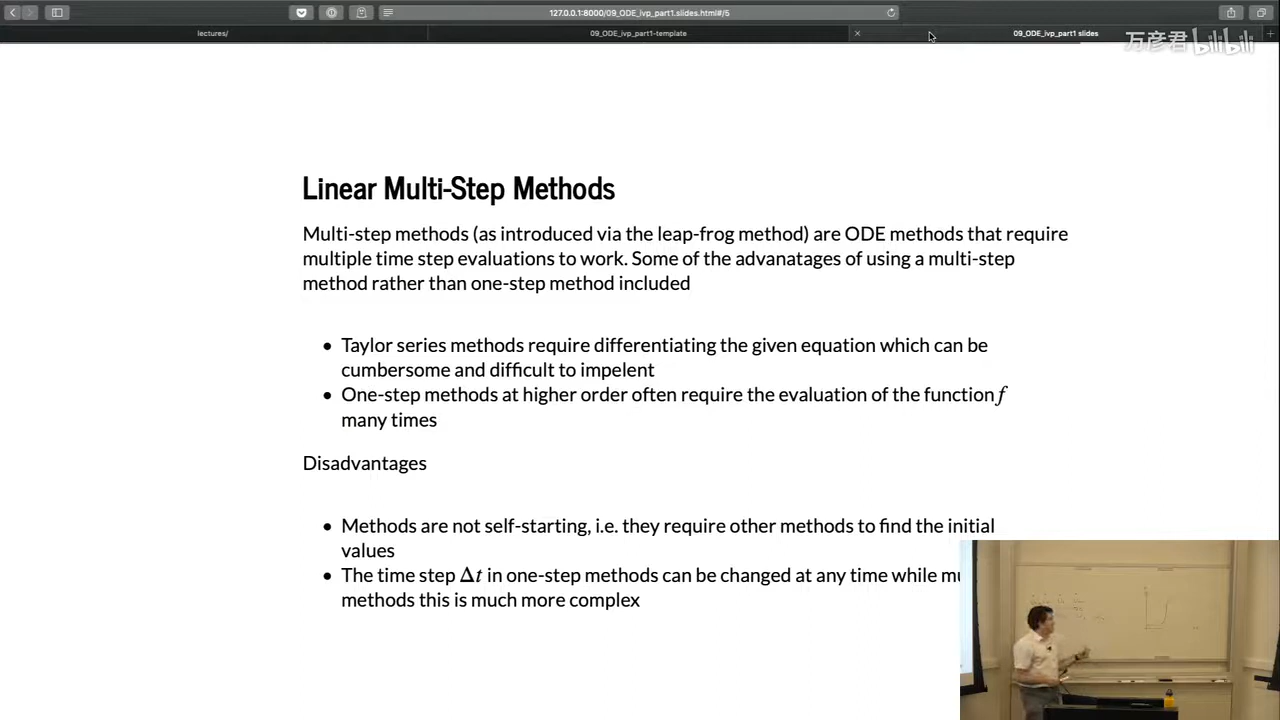 127.0.0.1:8000/09_ODE_ivp_part1.slides.html#/5
lectures/
09_ODE_ivp_part1-template
09_ODE_ivp_part1 slides
万彦君 bilibili
Linear Multi-Step Methods
Multi-step methods (as introduced via the leap-frog method) are ODE methods that require
multiple time step evaluations to work. Some of the advanatages of using a multi-step
method rather than one-step method included
• Taylor series methods require differentiating the given equation which can be
cumbersome and difficult to impelent
• One-step methods at higher order often require the evaluation of the function f
many times
Disadvantages
• Methods are not self-starting, i.e. they require other methods to find the initial
values
• The time step Δt in one-step methods can be changed at any time while mu
methods this is much more complex